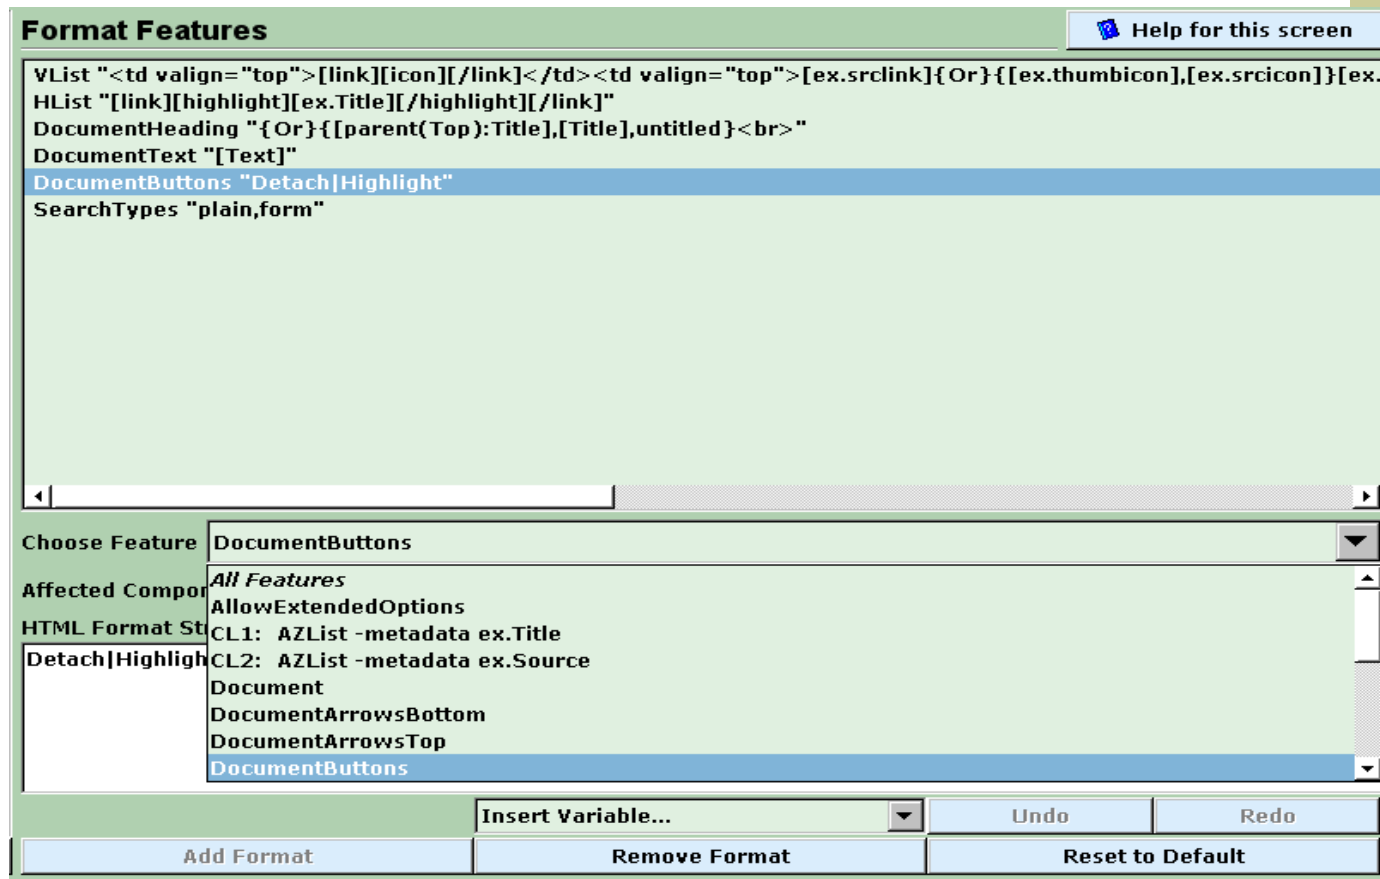 Format Features
Help for this screen
VList "<td valign="top">[link][icon][/link]</td><td valign="top">[ex.srclink]{Or}{[ex.thumbicon],[ex.srcicon]}[ex.
HList "[link][highlight][ex.Title][/highlight][/link]"
DocumentHeading "{Or}{[parent(Top):Title],[Title],untitled}<br>"
DocumentText "[Text]"
DocumentButtons "Detach|Highlight"
SearchTypes "plain,form"
Choose Feature DocumentButtons
All Features
Affected Compon
AllowExtendedOptions
HTML Format St
CL1: AZList -metadata ex.Title
Detach|Highligh
CL2: AZList -metadata ex.Source
Document
DocumentArrowsBottom
DocumentArrowsTop
DocumentButtons
Insert Variable...
Undo
Redo
Add Format
Remove Format
Reset to Default